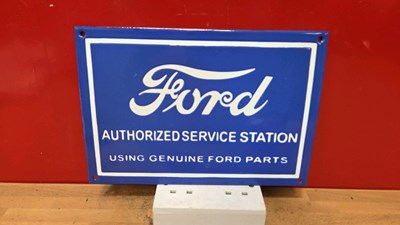 Ford
AUTHORIZED SERVICE STATION
USING GENUINE FORD PARTS